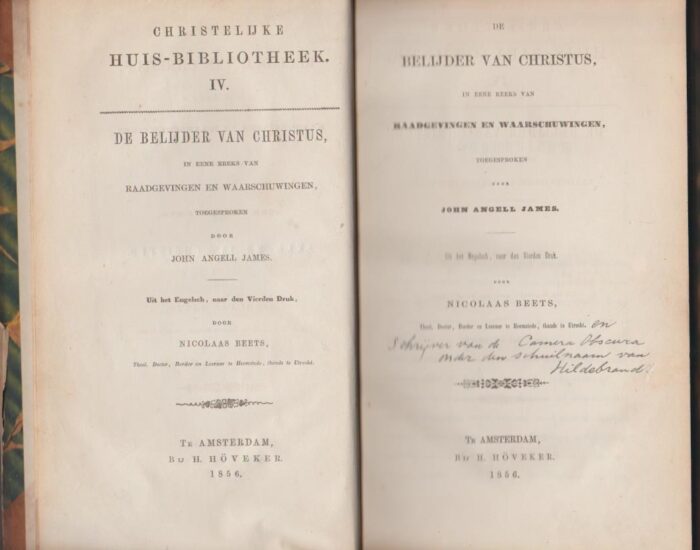 CHRISTELIJKE
HUIS-BIBLIOTHEEK.
IV.
DE BELIJDER VAN CHRISTUS,
IN EENE REEKS VAN
RAADGEVINGEN EN WAARSCHUWINGEN,
TOEGESPROKEN
DOOR
JOHN ANGELL JAMES.
Uit het Engelsch, naar den Vierden Druk,
DOOR
NICOLAAS BEETS,
Theol. Doctor, Herder en Leeraar te Heemstede, thands te Utrecht.
TE AMSTERDAM,
BIJ H. HÖVEKER.
1856.
DE
BELIJDER VAN CHRISTUS,
IN EENE REEKS VAN
RAADGEVINGEN EN WAARSCHUWINGEN,
TOEGESPROKEN
DOOR
JOHN ANGELL JAMES.
Uit het Engelsch, naar den Vierden Druk.
DOOR
NICOLAAS BEETS,
Theol. Doctor, Herder en Leeraar te Heemstede, thands te Utrecht. en
Schrijver van de Camera Obscura
onder den schuilnaam van
Hildebrand
TE AMSTERDAM,
BIJ H. HÖVEKER.
1856.